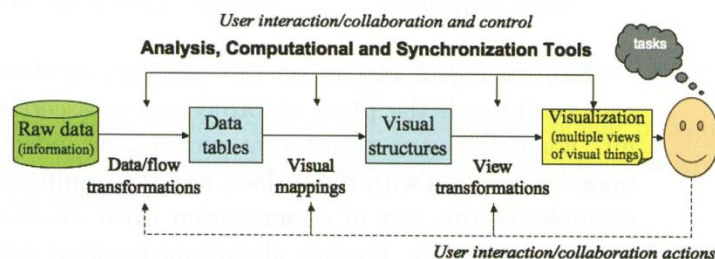 User interaction/collaboration and control
Analysis, Computational and Synchronization Tools
tasks
Raw data
(information)
Data
tables
Visual
structures
Visualization
(multiple views
of visual things)
Data/flow
transformations
Visual
mappings
View
transformations
User interaction/collaboration actions